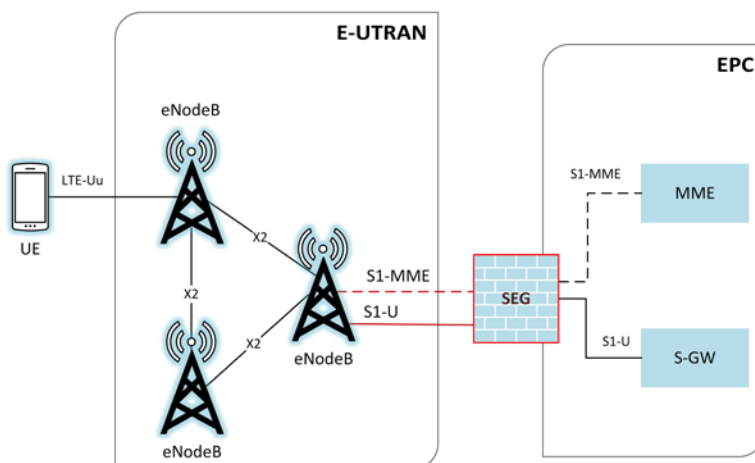 E-UTRAN
EPC
eNodeB
LTE-Uu
UE
X2
X2
X2
eNodeB
eNodeB
S1-MME
S1-U
SEG
S1-MME
MME
S1-U
S-GW